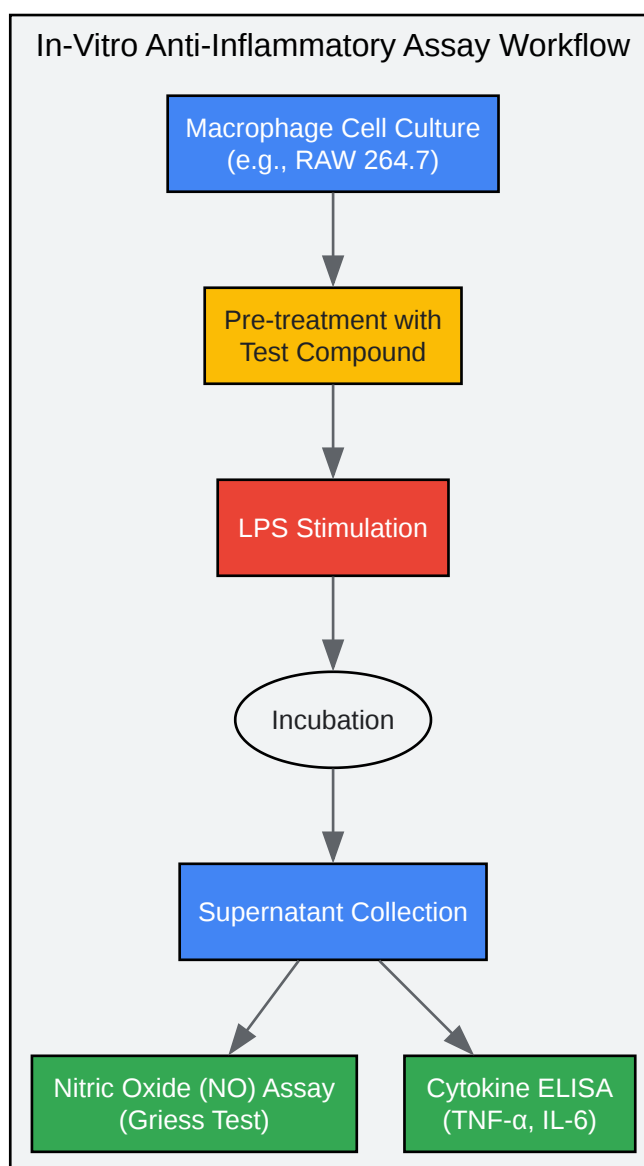 In-Vitro Anti-Inflammatory Assay Workflow
Macrophage Cell Culture
(e.g., RAW 264.7)
Pre-treatment with
Test Compound
LPS Stimulation
Incubation
Supernatant Collection
Nitric Oxide (NO) Assay
(Griess Test)
Cytokine ELISA
(TNF-α, IL-6)